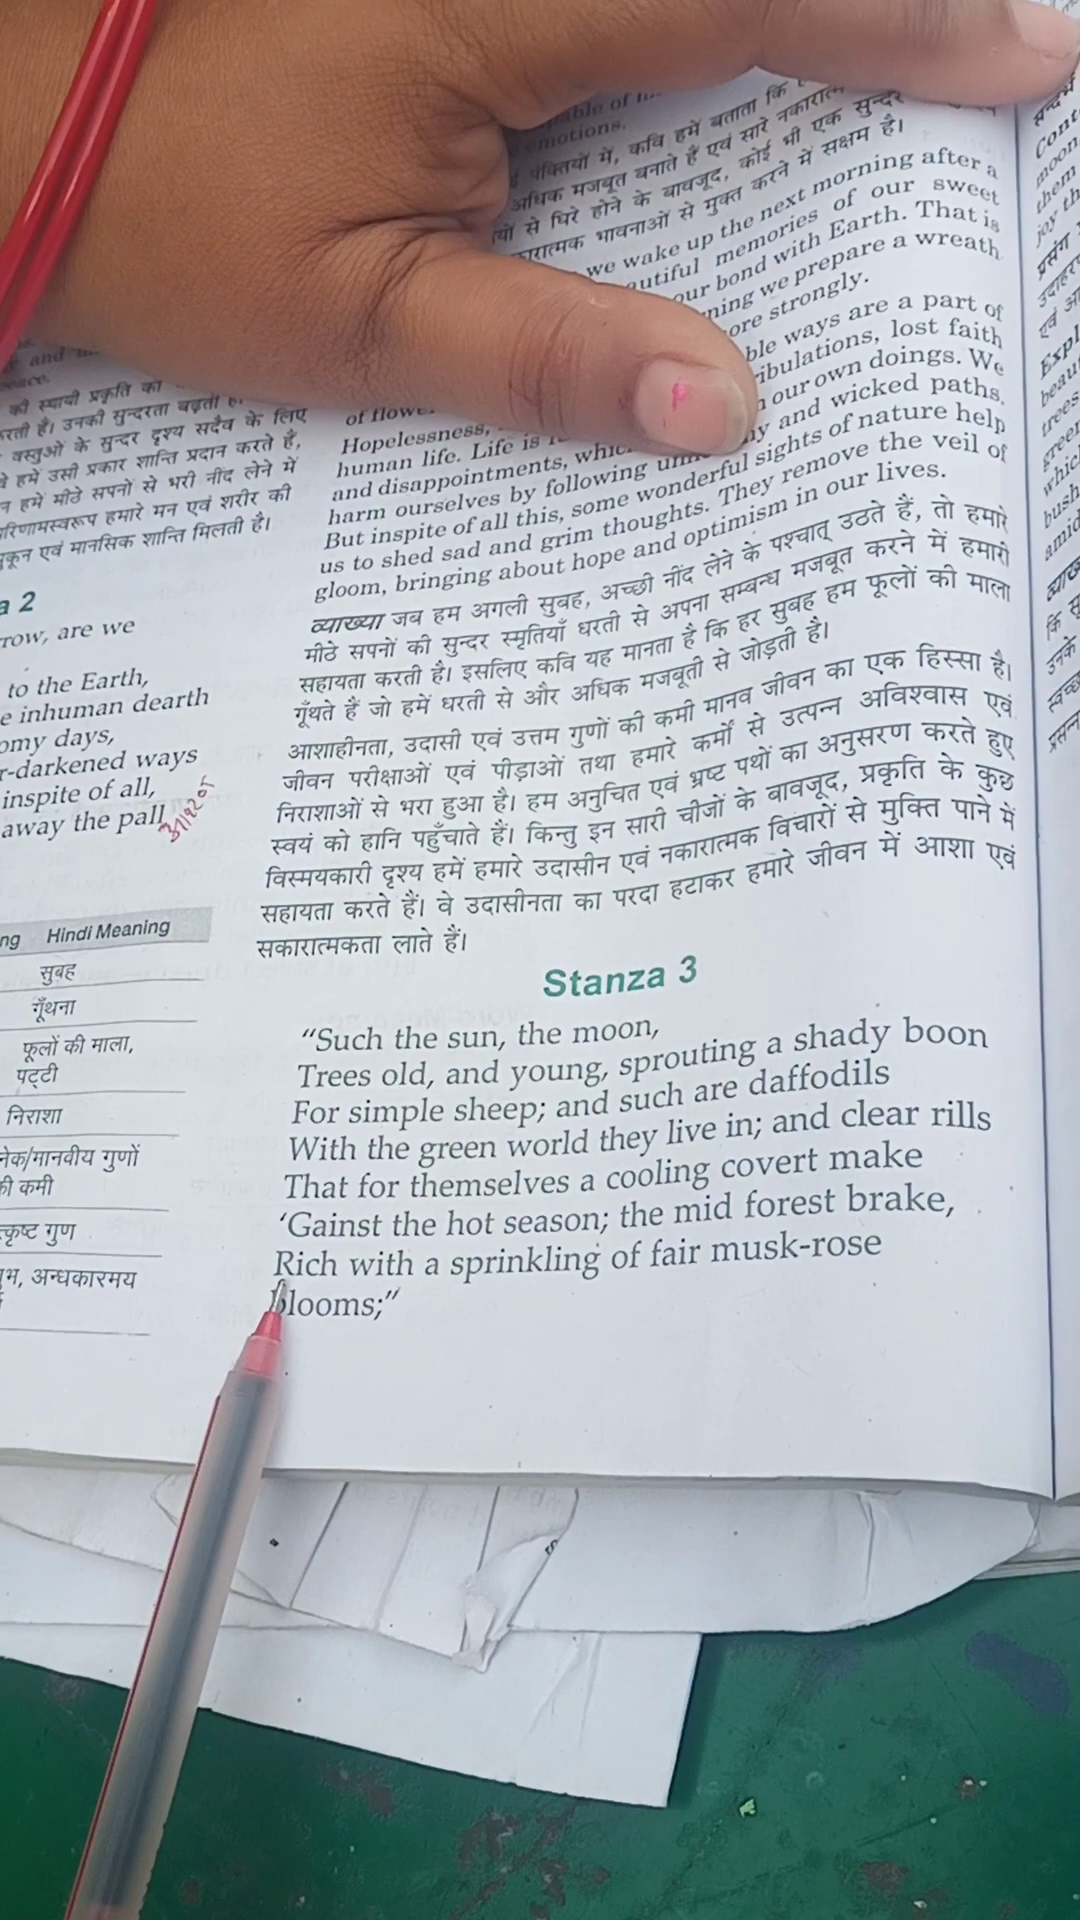 emotions.
पंक्तियों में, कवि हमें बताता कि
अधिक मजबूत बनाते हैं एवं सारे
से घिरे होने के बावजूद, कोई भी एक सुन्दर
भावनाओं से मुक्त करने में सक्षम है।
we wake up the next morning after a
memories of our sweet
our bond with Earth. That is
we prepare a wreath
strongly.
ways are a part of
lost faith
our own doings. We
Hopelessness,
human life. Life is
and wicked paths.
and disappointments,
harm ourselves by following
But inspite of all this, some wonderful sights of nature help
us to shed sad and grim thoughts. They remove the veil of
gloom, bringing about hope and optimism in our lives.
व्याख्या जब हम अगली सुबह, अच्छी नींद लेने के पश्चात् उठते हैं, तो हमारे
मीठे सपनों की सुन्दर स्मृतियाँ धरती से अपना सम्बन्ध मजबूत करने में हमारी
सहायता करती है। इसलिए कवि यह मानता है कि हर सुबह हम फूलों की माला
गूँथते हैं जो हमें धरती से और अधिक मजबूती से जोड़ती है।
आशाहीनता, उदासी एवं उत्तम गुणों की कमी मानव जीवन का एक हिस्सा है।
जीवन परीक्षाओं एवं पीड़ाओं तथा हमारे कर्मों से उत्पन्न अविश्वास एवं
निराशाओं से भरा हुआ है। हम अनुचित एवं भ्रष्ट पथों का अनुसरण करते हुए
स्वयं को हानि पहुँचाते हैं। किन्तु इन सारी चीजों के बावजूद, प्रकृति के कुछ
विस्मयकारी दृश्य हमें हमारे उदासीन एवं नकारात्मक विचारों से मुक्ति पाने में
सहायता करते हैं। वे उदासीनता का परदा हटाकर हमारे जीवन में आशा एवं
सकारात्मकता लाते हैं।
Stanza 3
“Such the sun, the moon,
Trees old, and young, sprouting a shady boon
For simple sheep; and such are daffodils
With the green world they live in; and clear rills
That for themselves a cooling covert make
‘Gainst the hot season; the mid forest brake,
Rich with a sprinkling of fair musk-rose
blooms;”
की स्थायी प्रकृति का
उनकी सुन्दरता बढ़ती
वस्तुओं के सुन्दर दृश्य सदैव के लिए
हमें उसी प्रकार शान्ति प्रदान करते हैं,
हमें मीठे सपनों से भरी नींद लेने में
हमारे मन एवं शरीर की
एवं मानसिक शान्ति मिलती है।
2
are we
to the Earth,
inhuman dearth
days,
darkened ways
inspite of all,
away the pall
Hindi Meaning
सुबह
गूँथना
फूलों की माला,
पट्टी
निराशा
गुणों
कमी
गुण
अन्धकारमय